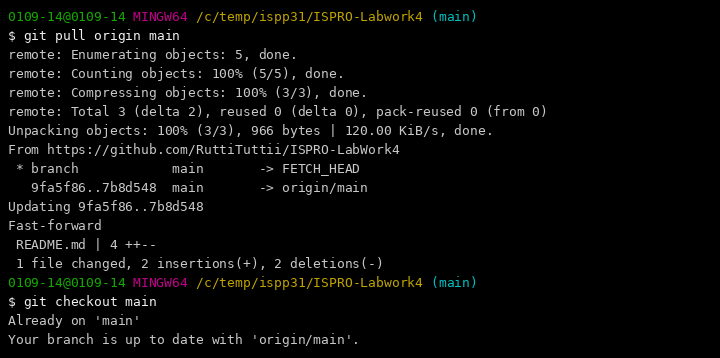 0109-14@0109-14 MINGW64 /c/temp/ispp31/ISPRO-Labwork4 (main)
$ git pull origin main
remote: Enumerating objects: 5, done.
remote: Counting objects: 100% (5/5), done.
remote: Compressing objects: 100% (3/3), done.
remote: Total 3 (delta 2), reused 0 (delta 0), pack-reused 0 (from 0)
Unpacking objects: 100% (3/3), 966 bytes | 120.00 KiB/s, done.
From https://github.com/RuttiTuttii/ISPRO-LabWork4
 * branch            main       -> FETCH_HEAD
   9fa5f86..7b8d548  main       -> origin/main
Updating 9fa5f86..7b8d548
Fast-forward
 README.md | 4 ++--
 1 file changed, 2 insertions(+), 2 deletions(-)
0109-14@0109-14 MINGW64 /c/temp/ispp31/ISPRO-Labwork4 (main)
$ git checkout main
Already on 'main'
Your branch is up to date with 'origin/main'.